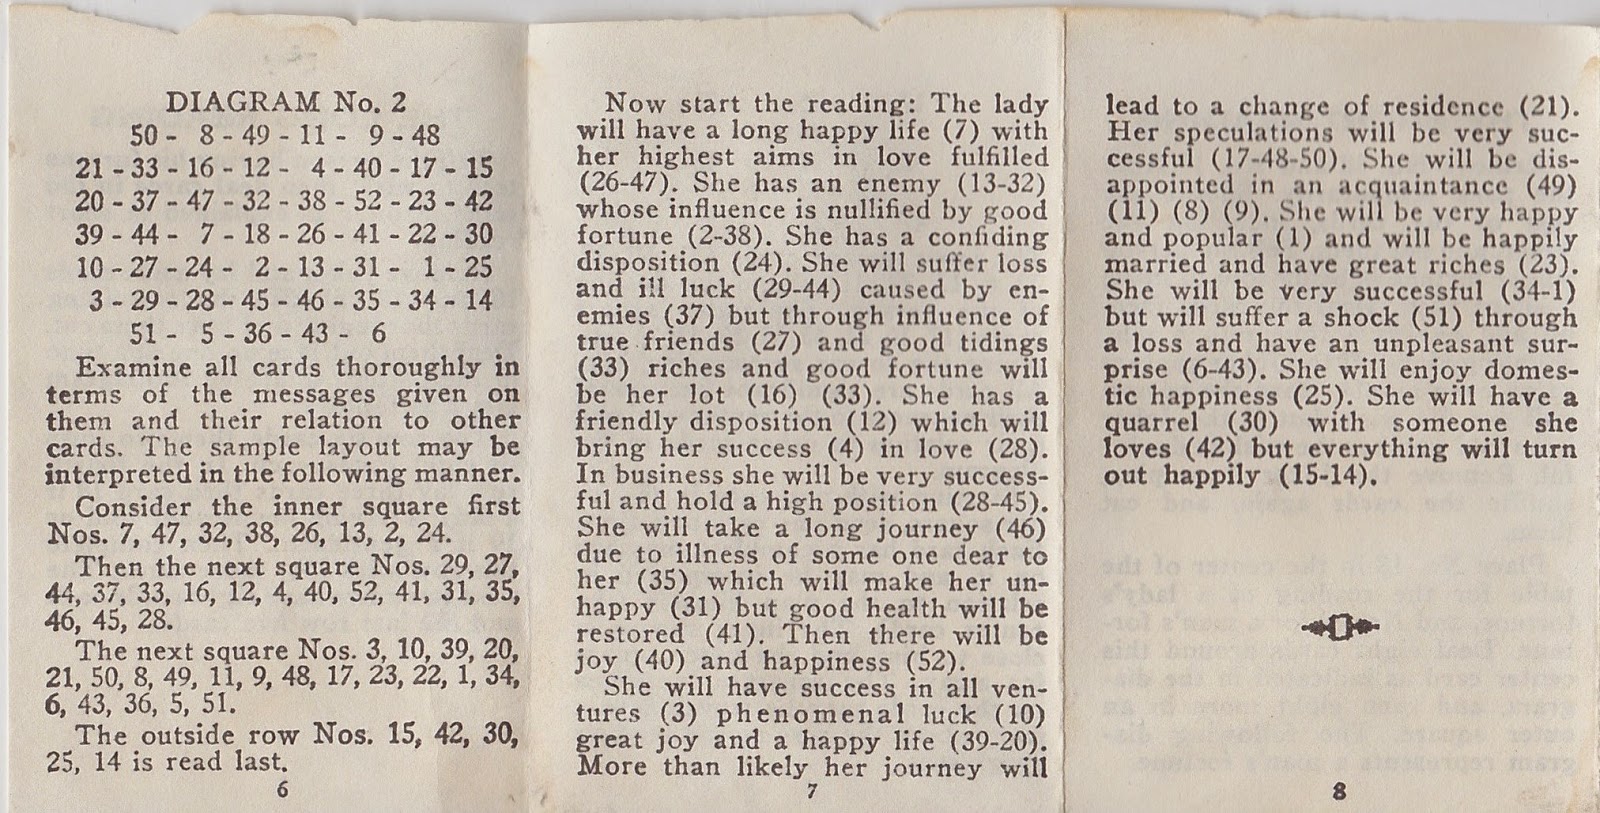 DIAGRAM No. 2
50 - 8 - 49 - 11 - 9 - 48
21 - 33 - 16 - 12 - 4 - 40 - 17 - 15
20 - 37 - 47 - 32 - 38 - 52 - 23 - 42
39 - 44 - 7 - 18 - 26 - 41 - 22 - 30
10 - 27 - 24 - 2 - 13 - 31 - 1 - 25
3 - 29 - 28 - 45 - 46 - 35 - 34 - 14
51 - 5 - 36 - 43 - 6
Examine all cards thoroughly in
terms of the messages given on
them and their relation to other
cards. The sample layout may be
interpreted in the following manner.
Consider the inner square first
Nos. 7, 47, 32, 38, 26, 13, 2, 24.
Then the next square Nos. 29, 27,
44, 37, 33, 16, 12, 4, 40, 52, 41, 31, 35,
46, 45, 28.
The next square Nos. 3, 10, 39, 20,
21, 50, 8, 49, 11, 9, 48, 17, 23, 22, 1, 34,
6, 43, 36, 5, 51.
The outside row Nos. 15, 42, 30,
25, 14 is read last.
6
Now start the reading: The lady
will have a long happy life (7) with
her highest aims in love fulfilled
(26-47). She has an enemy (13-32)
whose influence is nullified by good
fortune (2-38). She has a confiding
disposition (24). She will suffer loss
and ill luck (29-44) caused by en-
emies (37) but through influence of
true friends (27) and good tidings
(33) riches and good fortune will
be her lot (16) (33). She has a
friendly disposition (12) which will
bring her success (4) in love (28).
In business she will be very success-
ful and hold a high position (28-45).
She will take a long journey (46)
due to illness of some one dear to
her (35) which will make her un-
happy (31) but good health will be
restored (41). Then there will be
joy (40) and happiness (52).
She will have success in all ven-
tures (3) phenomenal luck (10)
great joy and a happy life (39-20).
More than likely her journey will
7
lead to a change of residence (21).
Her speculations will be very suc-
cessful (17-48-50). She will be dis-
appointed in an acquaintance (49)
(11) (8) (9). She will be very happy
and popular (1) and will be happily
married and have great riches (23).
She will be very successful (34-1)
but will suffer a shock (51) through
a loss and have an unpleasant sur-
prise (6-43). She will enjoy domes-
tic happiness (25). She will have a
quarrel (30) with someone she
loves (42) but everything will turn
out happily (15-14).
8